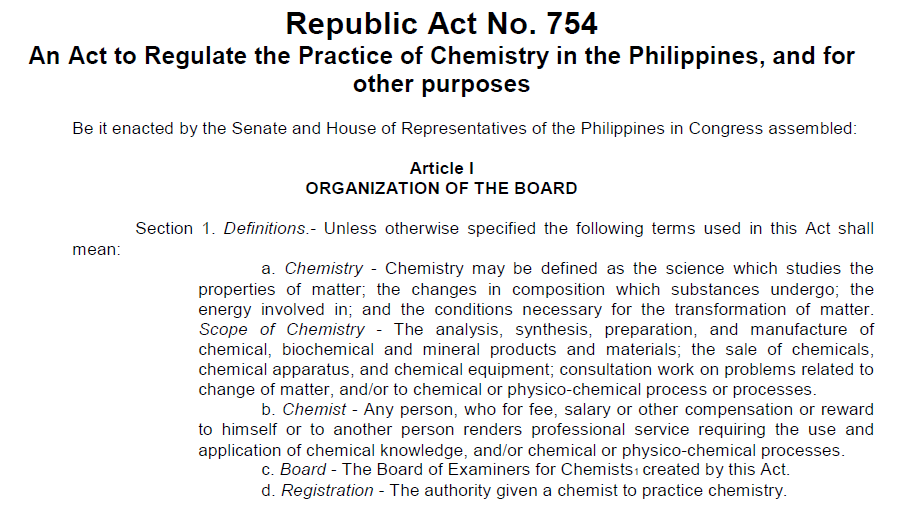 Republic Act No. 754
An Act to Regulate the Practice of Chemistry in the Philippines, and for
other purposes
Be it enacted by the Senate and House of Representatives of the Philippines in Congress assembled:
Article I
ORGANIZATION OF THE BOARD
Section 1. Definitions.- Unless otherwise specified the following terms used in this Act shall
mean:
a. Chemistry - Chemistry may be defined as the science which studies the
properties of matter; the changes in composition which substances undergo; the
energy involved in; and the conditions necessary for the transformation of matter.
Scope of Chemistry - The analysis, synthesis, preparation, and manufacture of
chemical, biochemical and mineral products and materials; the sale of chemicals,
chemical apparatus, and chemical equipment; consultation work on problems related to
change of matter, and/or to chemical or physico-chemical process or processes.
b. Chemist - Any person, who for fee, salary or other compensation or reward
to himself or to another person renders professional service requiring the use and
application of chemical knowledge, and/or chemical or physico-chemical processes.
c. Board - The Board of Examiners for Chemists1 created by this Act.
d. Registration - The authority given a chemist to practice chemistry.